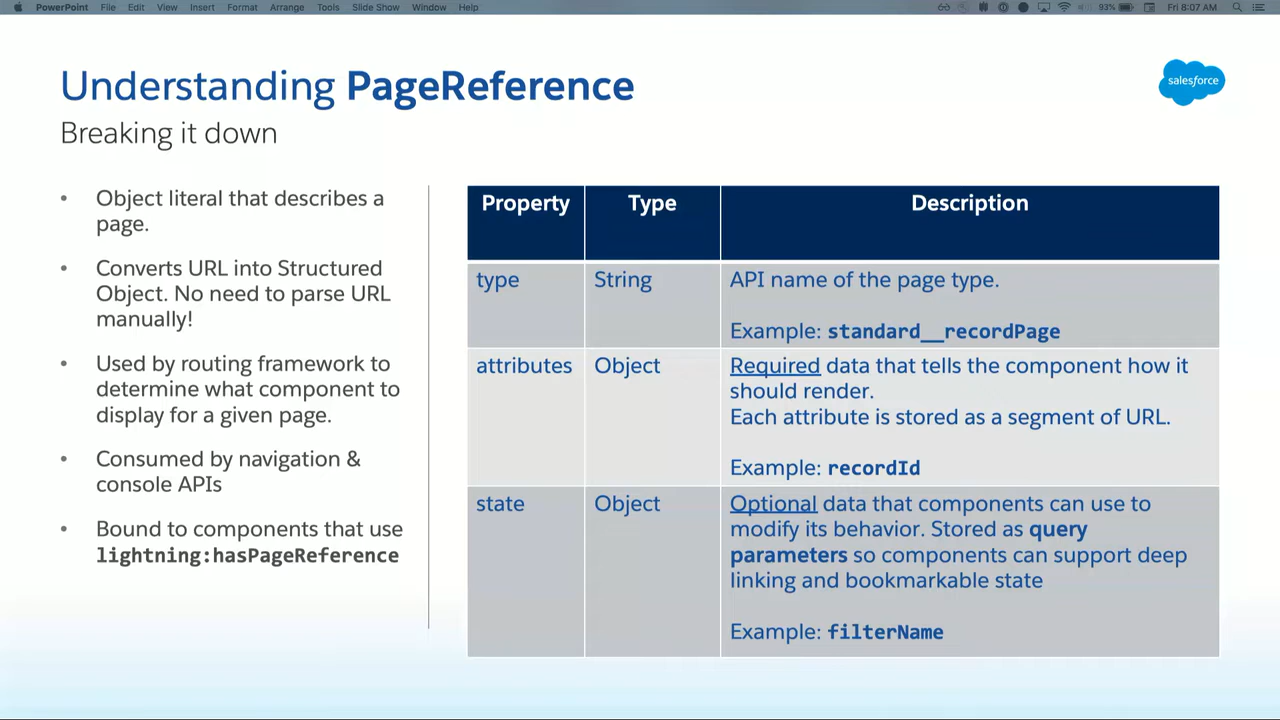 PowerPoint File Edit View Insert Format Arrange Tools Slide Show Window Help 93% Fri 8:07 AM
Understanding PageReference
salesforce
Breaking it down
• Object literal that describes a
page.
• Converts URL into Structured
Object. No need to parse URL
manually!
• Used by routing framework to
determine what component to
display for a given page.
• Consumed by navigation &
console APIs
• Bound to components that use
lightning:hasPageReference
Property Type Description
type String API name of the page type.
Example: standard__recordPage
attributes Object Required data that tells the component how it
should render.
Each attribute is stored as a segment of URL.
Example: recordId
state Object Optional data that components can use to
modify its behavior. Stored as query
parameters so components can support deep
linking and bookmarkable state
Example: filterName